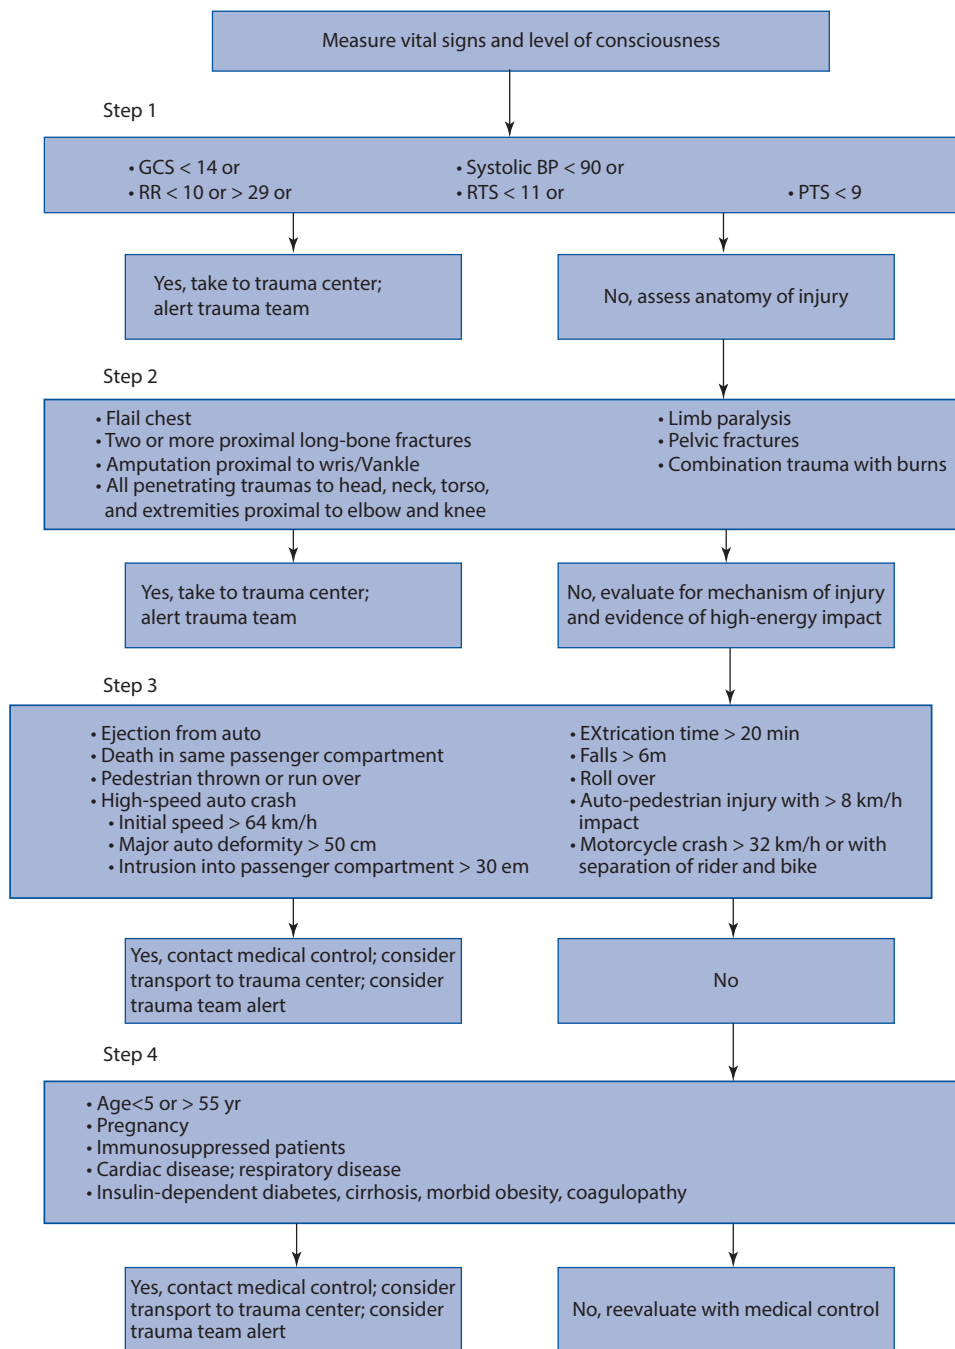 Measure vital signs and level of consciousness
Step 1
• GCS < 14 or
• RR < 10 or > 29 or
• Systolic BP < 90 or
• RTS < 11 or
• PTS < 9
Yes, take to trauma center;
alert trauma team
No, assess anatomy of injury
Step 2
• Flail chest
• Two or more proximal long-bone fractures
• Amputation proximal to wris/Vankle
• All penetrating traumas to head, neck, torso,
and extremities proximal to elbow and knee
• Limb paralysis
• Pelvic fractures
• Combination trauma with burns
Yes, take to trauma center;
alert trauma team
No, evaluate for mechanism of injury
and evidence of high-energy impact
Step 3
• Ejection from auto
• Death in same passenger compartment
• Pedestrian thrown or run over
• High-speed auto crash
• Initial speed > 64 km/h
• Major auto deformity > 50 cm
• Intrusion into passenger compartment > 30 em
• EXtrication time > 20 min
• Falls > 6m
• Roll over
• Auto-pedestrian injury with > 8 km/h
impact
• Motorcycle crash > 32 km/h or with
separation of rider and bike
Yes, contact medical control; consider
transport to trauma center; consider
trauma team alert
No
Step 4
• Age<5 or > 55 yr
• Pregnancy
• Immunosuppressed patients
• Cardiac disease; respiratory disease
• Insulin-dependent diabetes, cirrhosis, morbid obesity, coagulopathy
Yes, contact medical control; consider
transport to trauma center; consider
trauma team alert
No, reevaluate with medical control